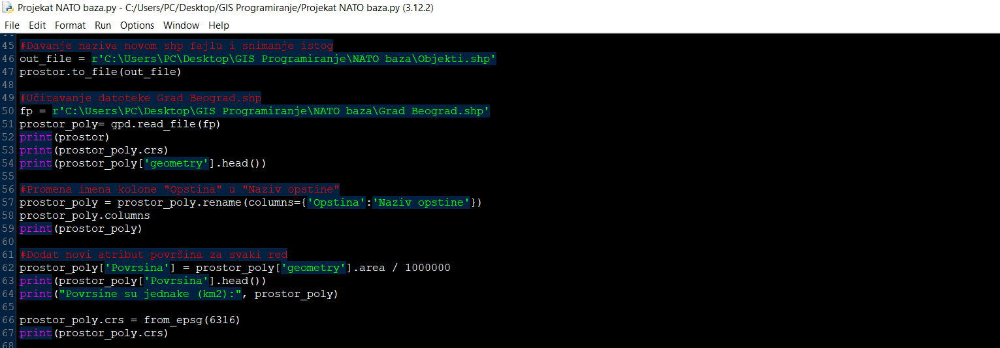 Projekat NATO baza.py - C:/Users/PC/Desktop/GIS Programiranje/Projekat NATO baza.py (3.12.2)
File Edit Format Run Options Window Help
45 #Davanje naziva novom shp fajlu i snimanje istog
46 out_file = r'C:\Users\PC\Desktop\GIS Programiranje\NATO baza\Objekti.shp'
47 prostor.to_file(out_file)
48
49 #Učitavanje datoteke Grad Beograd.shp
50 fp = r'C:\Users\PC\Desktop\GIS Programiranje\NATO baza\Grad Beograd.shp'
51 prostor_poly= gpd.read_file(fp)
52 print(prostor)
53 print(prostor_poly.crs)
54 print(prostor_poly['geometry'].head())
55
56 #Promena imena kolone "Opstina" u "Naziv opstine"
57 prostor_poly = prostor_poly.rename(columns={'Opstina':'Naziv opstine'})
58 prostor_poly.columns
59 print(prostor_poly)
60
61 #Dodat novi atribut površina za svaki red
62 prostor_poly['Povrsina'] = prostor_poly['geometry'].area / 1000000
63 print(prostor_poly['Povrsina'].head())
64 print("Povrsine su jednake (km2):", prostor_poly)
65
66 prostor_poly.crs = from_epsg(6316)
67 print(prostor_poly.crs)
68